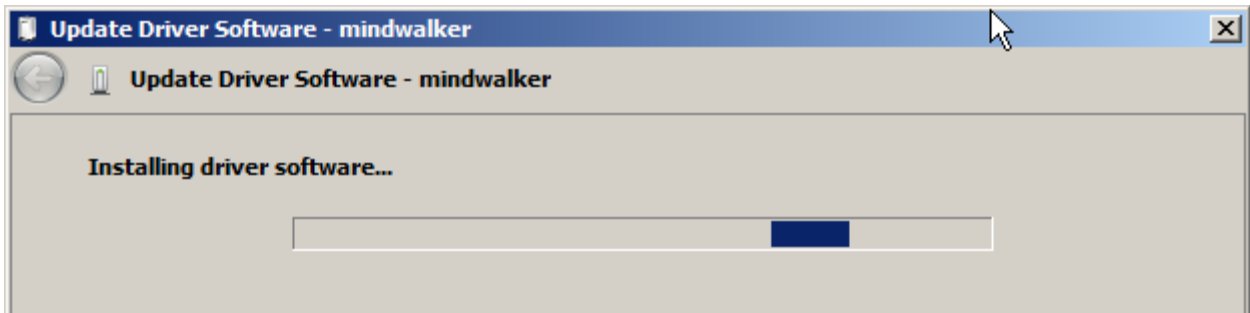 Update Driver Software - mindwalker
Update Driver Software - mindwalker
Installing driver software...